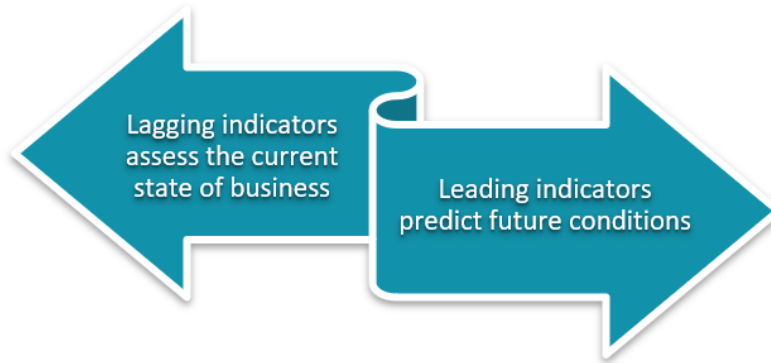 Lagging indicators
assess the current
state of business
Leading indicators
predict future conditions